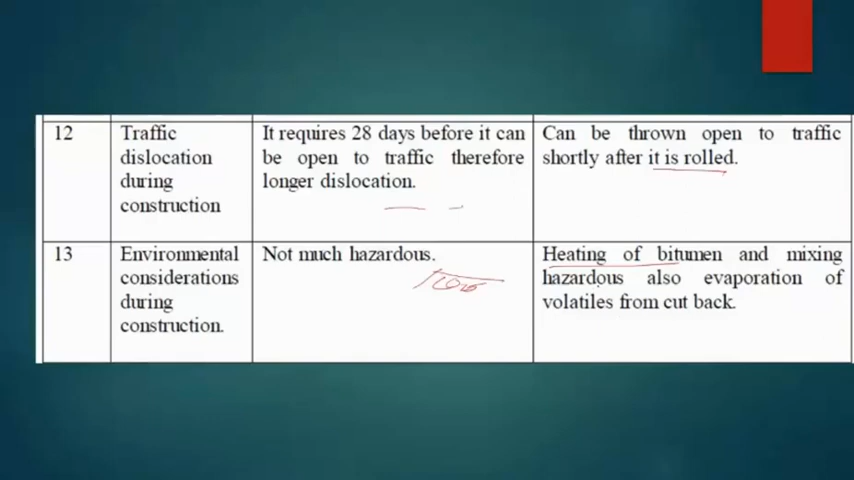 12
Traffic
dislocation
during
construction
It requires 28 days before it can
be open to traffic therefore
longer dislocation.
Can be thrown open to traffic
shortly after it is rolled.
13
Environmental
considerations
during
construction.
Not much hazardous.
Heating of bitumen and mixing
hazardous also evaporation of
volatiles from cut back.